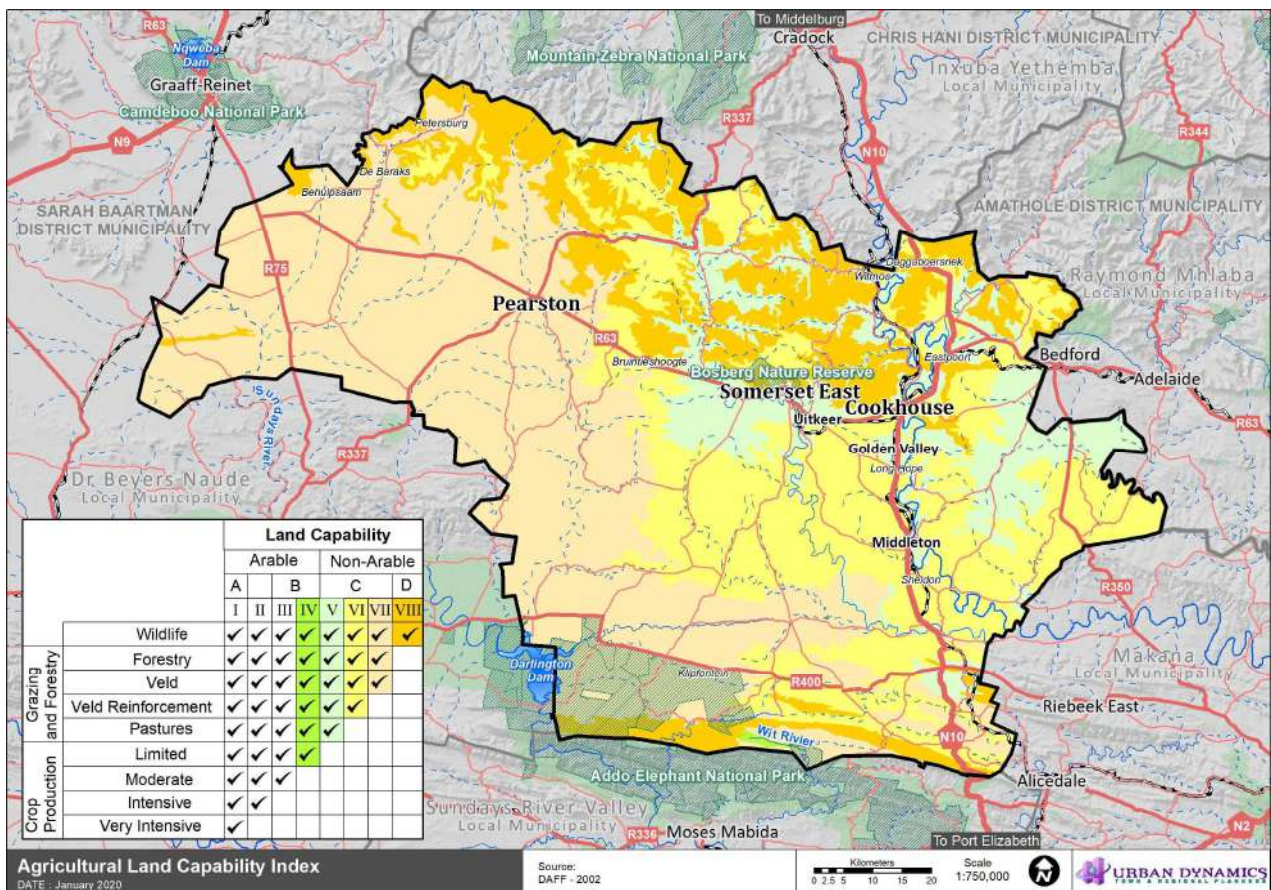 To Middelburg
Cradock
R63
Nqweba
Dam
Graaff-Reinet
Camdeboo National Park
N9
Mountain Zebra National Park
CHRIS HANI DISTRICT MUNICIPALITY
Inxuba Yethemba
Local Municipality
R337
N10
R344
Petersburg
De Baraks
Behulpsaam
SARAH BAARTMAN
DISTRICT MUNICIPALITY
AMATHOLE DISTRICT MUNICIPALITY
Daggaboersnek
Witmos
Raymond Mhlaba
Local Municipality
R75
Pearston
R63
Bruintjieshoogte
Eastpoort
Bedford
Bosberg Nature Reserve
Adelaide
Somerset East
Cookhouse
Uitkeer
R63
Sundays River
R337
Golden Valley
Long Hope
Dr Beyers Naude
Local Municipality
Middleton
Sheldon
R350
Darlington
Dam
Klipfontein
R400
Makana
Local Municipality
Riebeek East
Wit Rivier
N10
Addo Elephant National Park
Alicedale
Sundays River Valley
Local Municipality
R336
Moses Mabida
N2
To Port Elizabeth
Land Capability
Arable Non-Arable
A B C D
I II III IV V VI VII VIII
Grazing
and Forestry
Wildlife ✓ ✓ ✓ ✓ ✓ ✓ ✓ ✓
Forestry ✓ ✓ ✓ ✓ ✓ ✓ ✓
Veld ✓ ✓ ✓ ✓ ✓ ✓ ✓
Veld Reinforcement ✓ ✓ ✓ ✓ ✓ ✓
Pastures ✓ ✓ ✓ ✓ ✓
Crop
Production
Limited ✓ ✓ ✓ ✓
Moderate ✓ ✓ ✓
Intensive ✓ ✓
Very Intensive ✓
Agricultural Land Capability Index
DATE : January 2020
Source:
DAFF - 2002
Kilometers
0 2.5 5 10 15 20
Scale
1:750,000
N
URBAN DYNAMICS
TOWN & REGIONAL PLANNERS